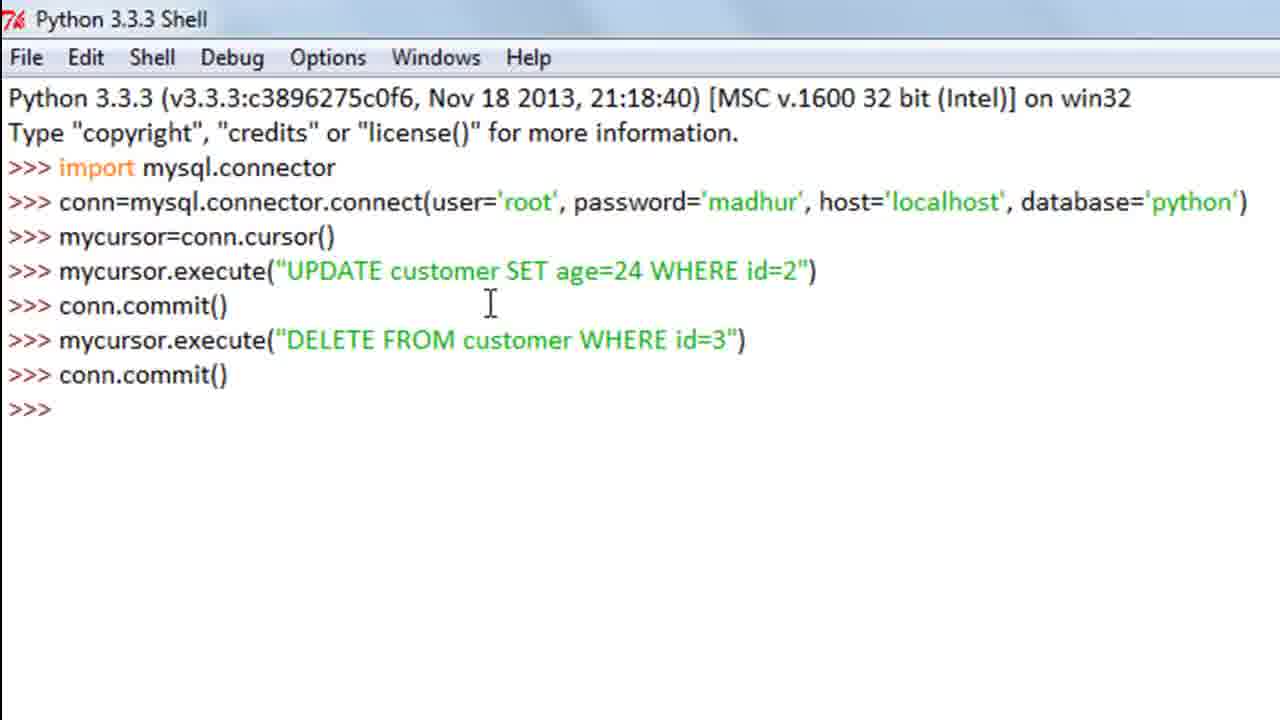 Python 3.3.3 Shell
File Edit Shell Debug Options Windows Help
Python 3.3.3 (v3.3.3:c3896275c0f6, Nov 18 2013, 21:18:40) [MSC v.1600 32 bit (Intel)] on win32
Type "copyright", "credits" or "license()" for more information.
>>> import mysql.connector
>>> conn=mysql.connector.connect(user='root', password='madhur', host='localhost', database='python')
>>> mycursor=conn.cursor()
>>> mycursor.execute("UPDATE customer SET age=24 WHERE id=2")
>>> conn.commit()
>>> mycursor.execute("DELETE FROM customer WHERE id=3")
>>> conn.commit()
>>>